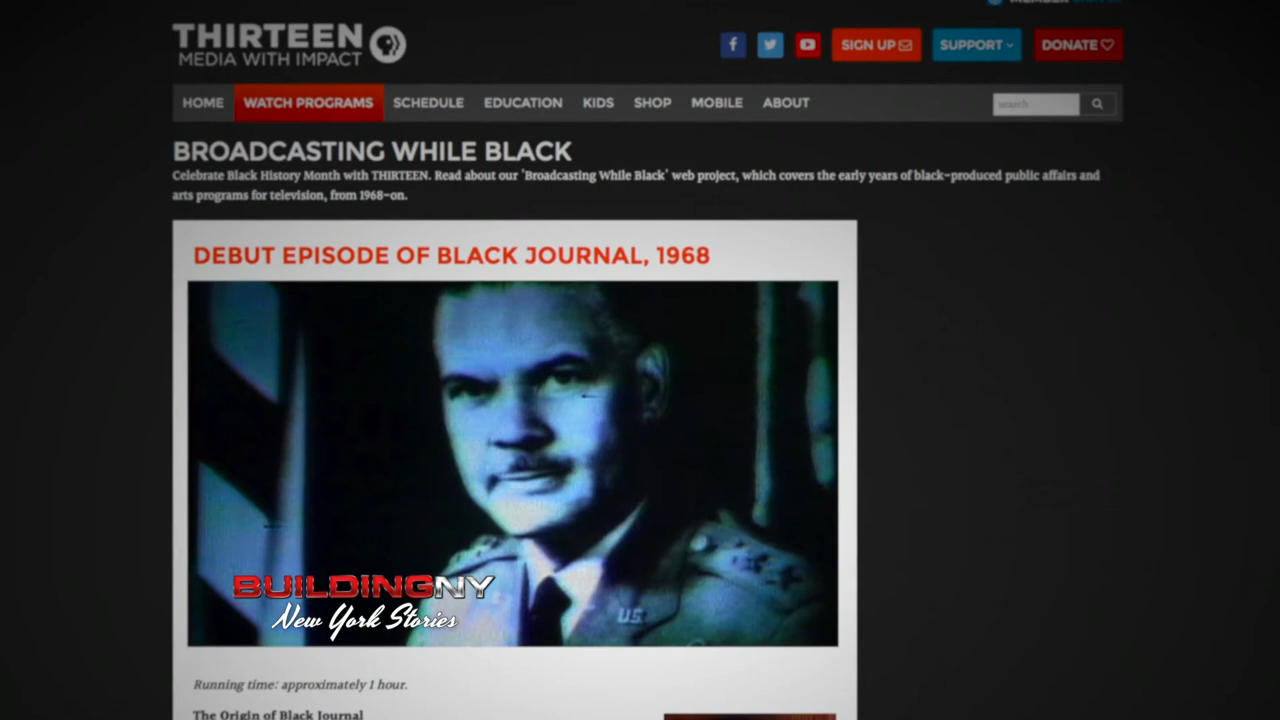 THIRTEEN
MEDIA WITH IMPACT
f
SIGN UP
SUPPORT
DONATE
HOME
WATCH PROGRAMS
SCHEDULE
EDUCATION
KIDS
SHOP
MOBILE
ABOUT
search
BROADCASTING WHILE BLACK
Celebrate Black History Month with THIRTEEN. Read about our 'Broadcasting While Black' web project, which covers the early years of black-produced public affairs and
arts programs for television, from 1968-on.
DEBUT EPISODE OF BLACK JOURNAL, 1968
U.S.
BUILDINGNY
New York Stories
Running time: approximately 1 hour.
The Origin of Black Journal